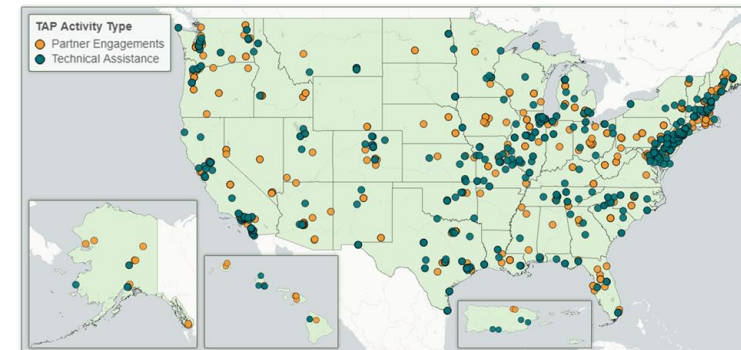 TAP Activity Type
Partner Engagements
Technical Assistance